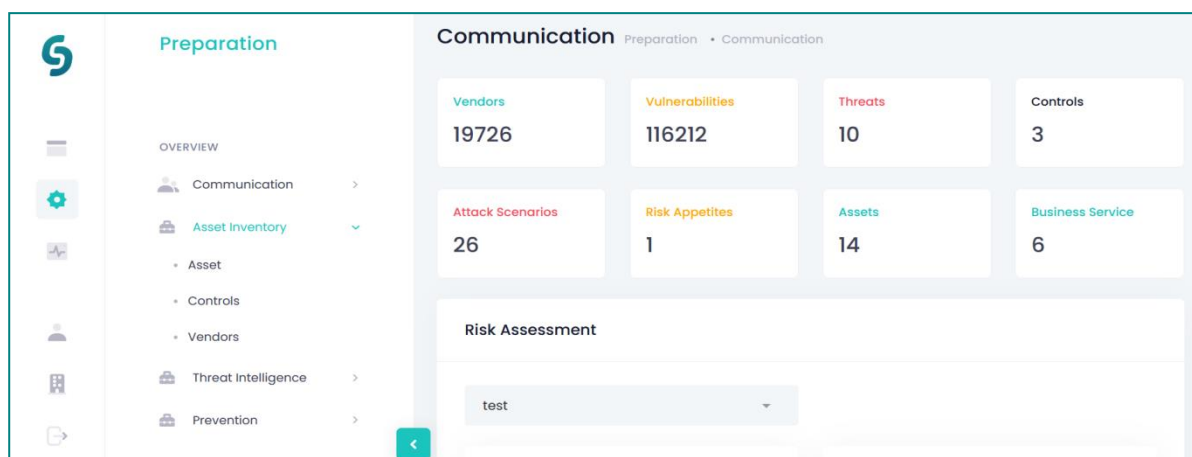 Preparation
OVERVIEW
Communication
Asset Inventory
Asset
Controls
Vendors
Threat Intelligence
Prevention
Communication Preparation • Communication
Vendors
19726
Vulnerabilities
116212
Threats
10
Controls
3
Attack Scenarios
26
Risk Appetites
1
Assets
14
Business Service
6
Risk Assessment
test